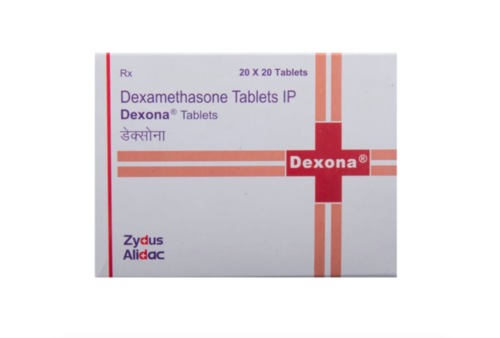 Rx
20 X 20 Tablets
Dexamethasone Tablets IP
Dexona® Tablets
डेक्सोना
Dexona®
Zydus
Alidac